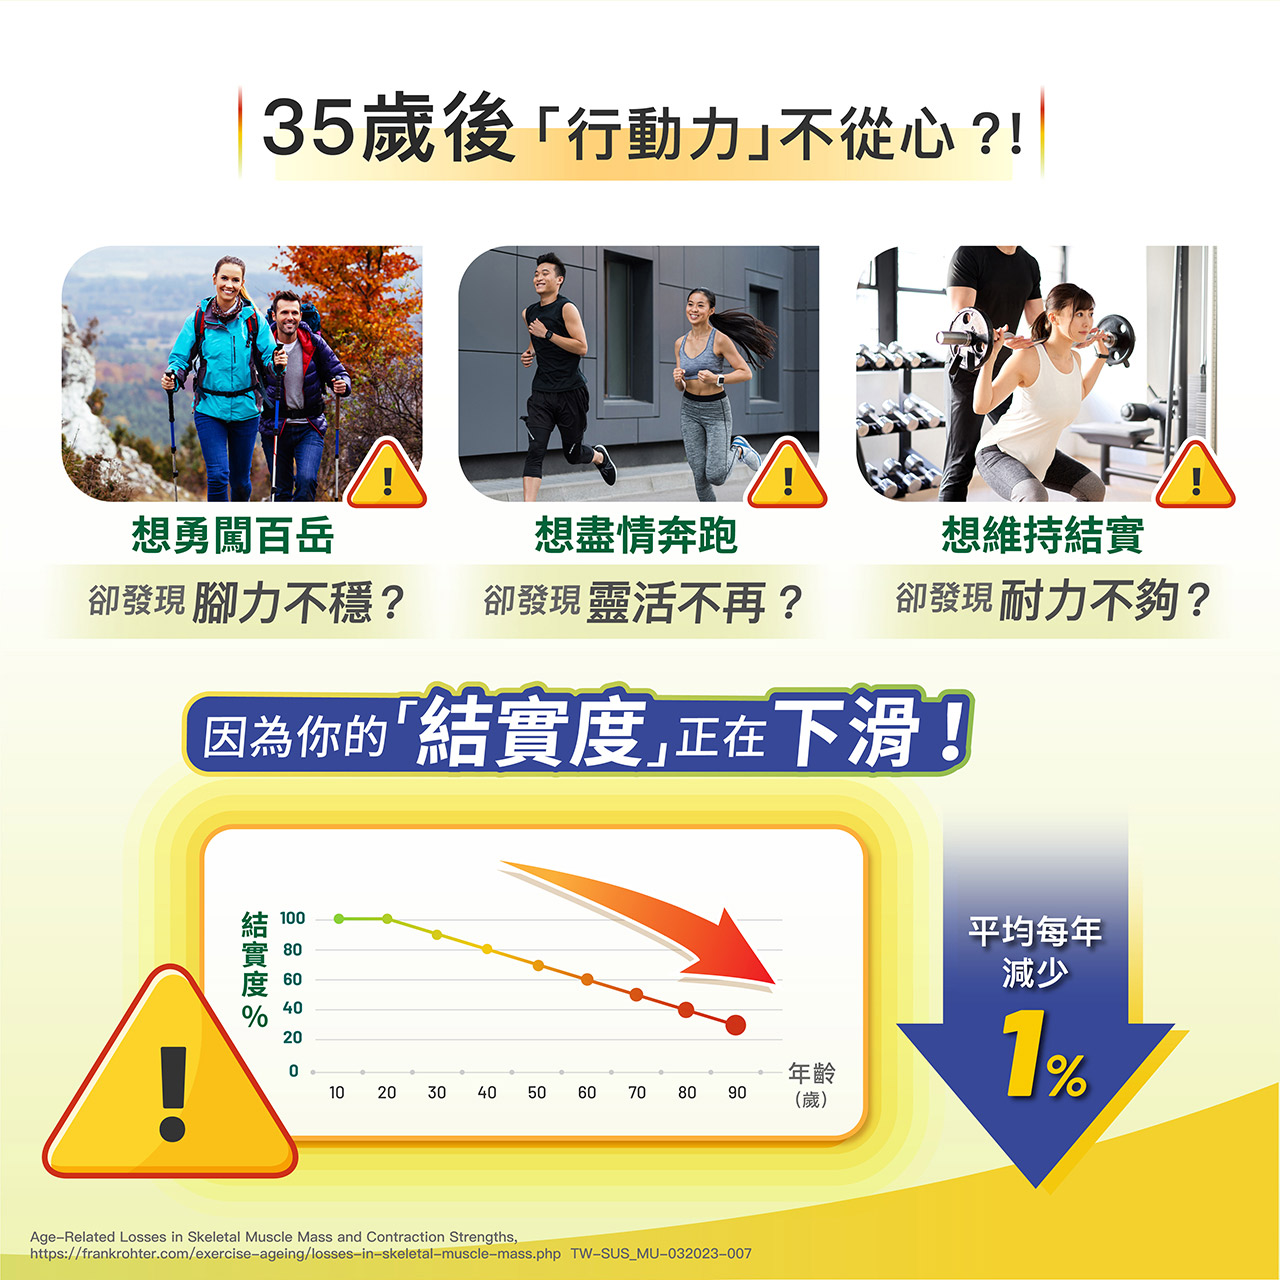 35歲後「行動力」不從心?!
想勇闖百岳
卻發現腳力不穩?
想盡情奔跑
卻發現靈活不再?
想維持結實
卻發現耐力不夠?
因為你的「結實度」正在下滑!
結實度%
100
80
60
40
20
0
10 20 30 40 50 60 70 80 90
年齡
(歲)
平均每年
減少
1%
Age-Related Losses in Skeletal Muscle Mass and Contraction Strengths,
https://frankrohter.com/exercise-ageing/losses-in-skeletal-muscle-mass.php TW-SUS_MU-032023-007